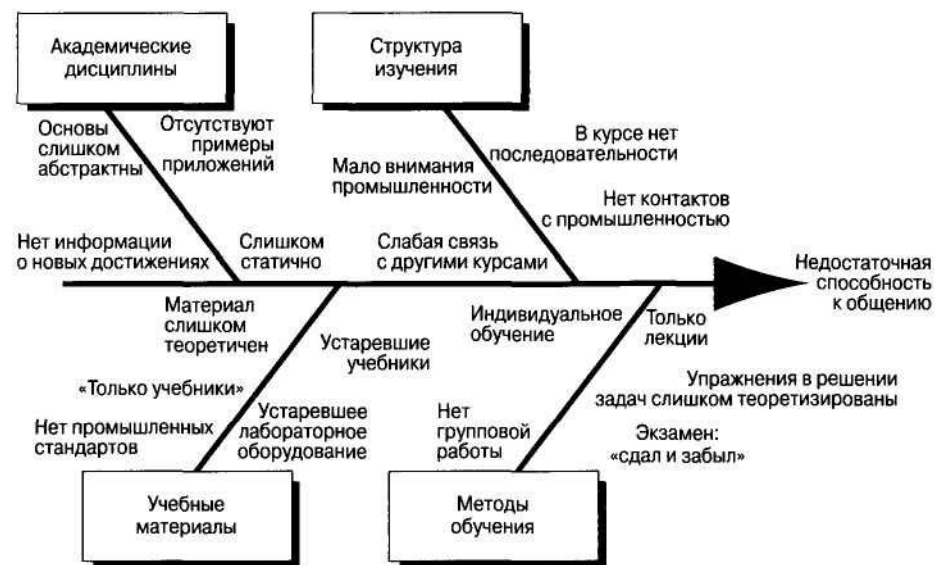 Академические
дисциплины
Структура
изучения
Основы
слишком
абстрактны
Отсутствуют
примеры
приложений
Мало внимания
промышленности
В курсе нет
последовательности
Нет контактов
с промышленностью
Нет информации
о новых достижениях
Слишком
статично
Слабая связь
с другими курсами
Недостаточная
способность
к общению
Материал
слишком
теоретичен
Устаревшие
учебники
Индивидуальное
обучение
Только
лекции
«Только учебники»
Упражнения в решении
задач слишком теоретизированы
Нет промышленных
стандартов
Устаревшее
лабораторное
оборудование
Нет
групповой
работы
Экзамен:
«сдал и забыл»
Учебные
материалы
Методы
обучения